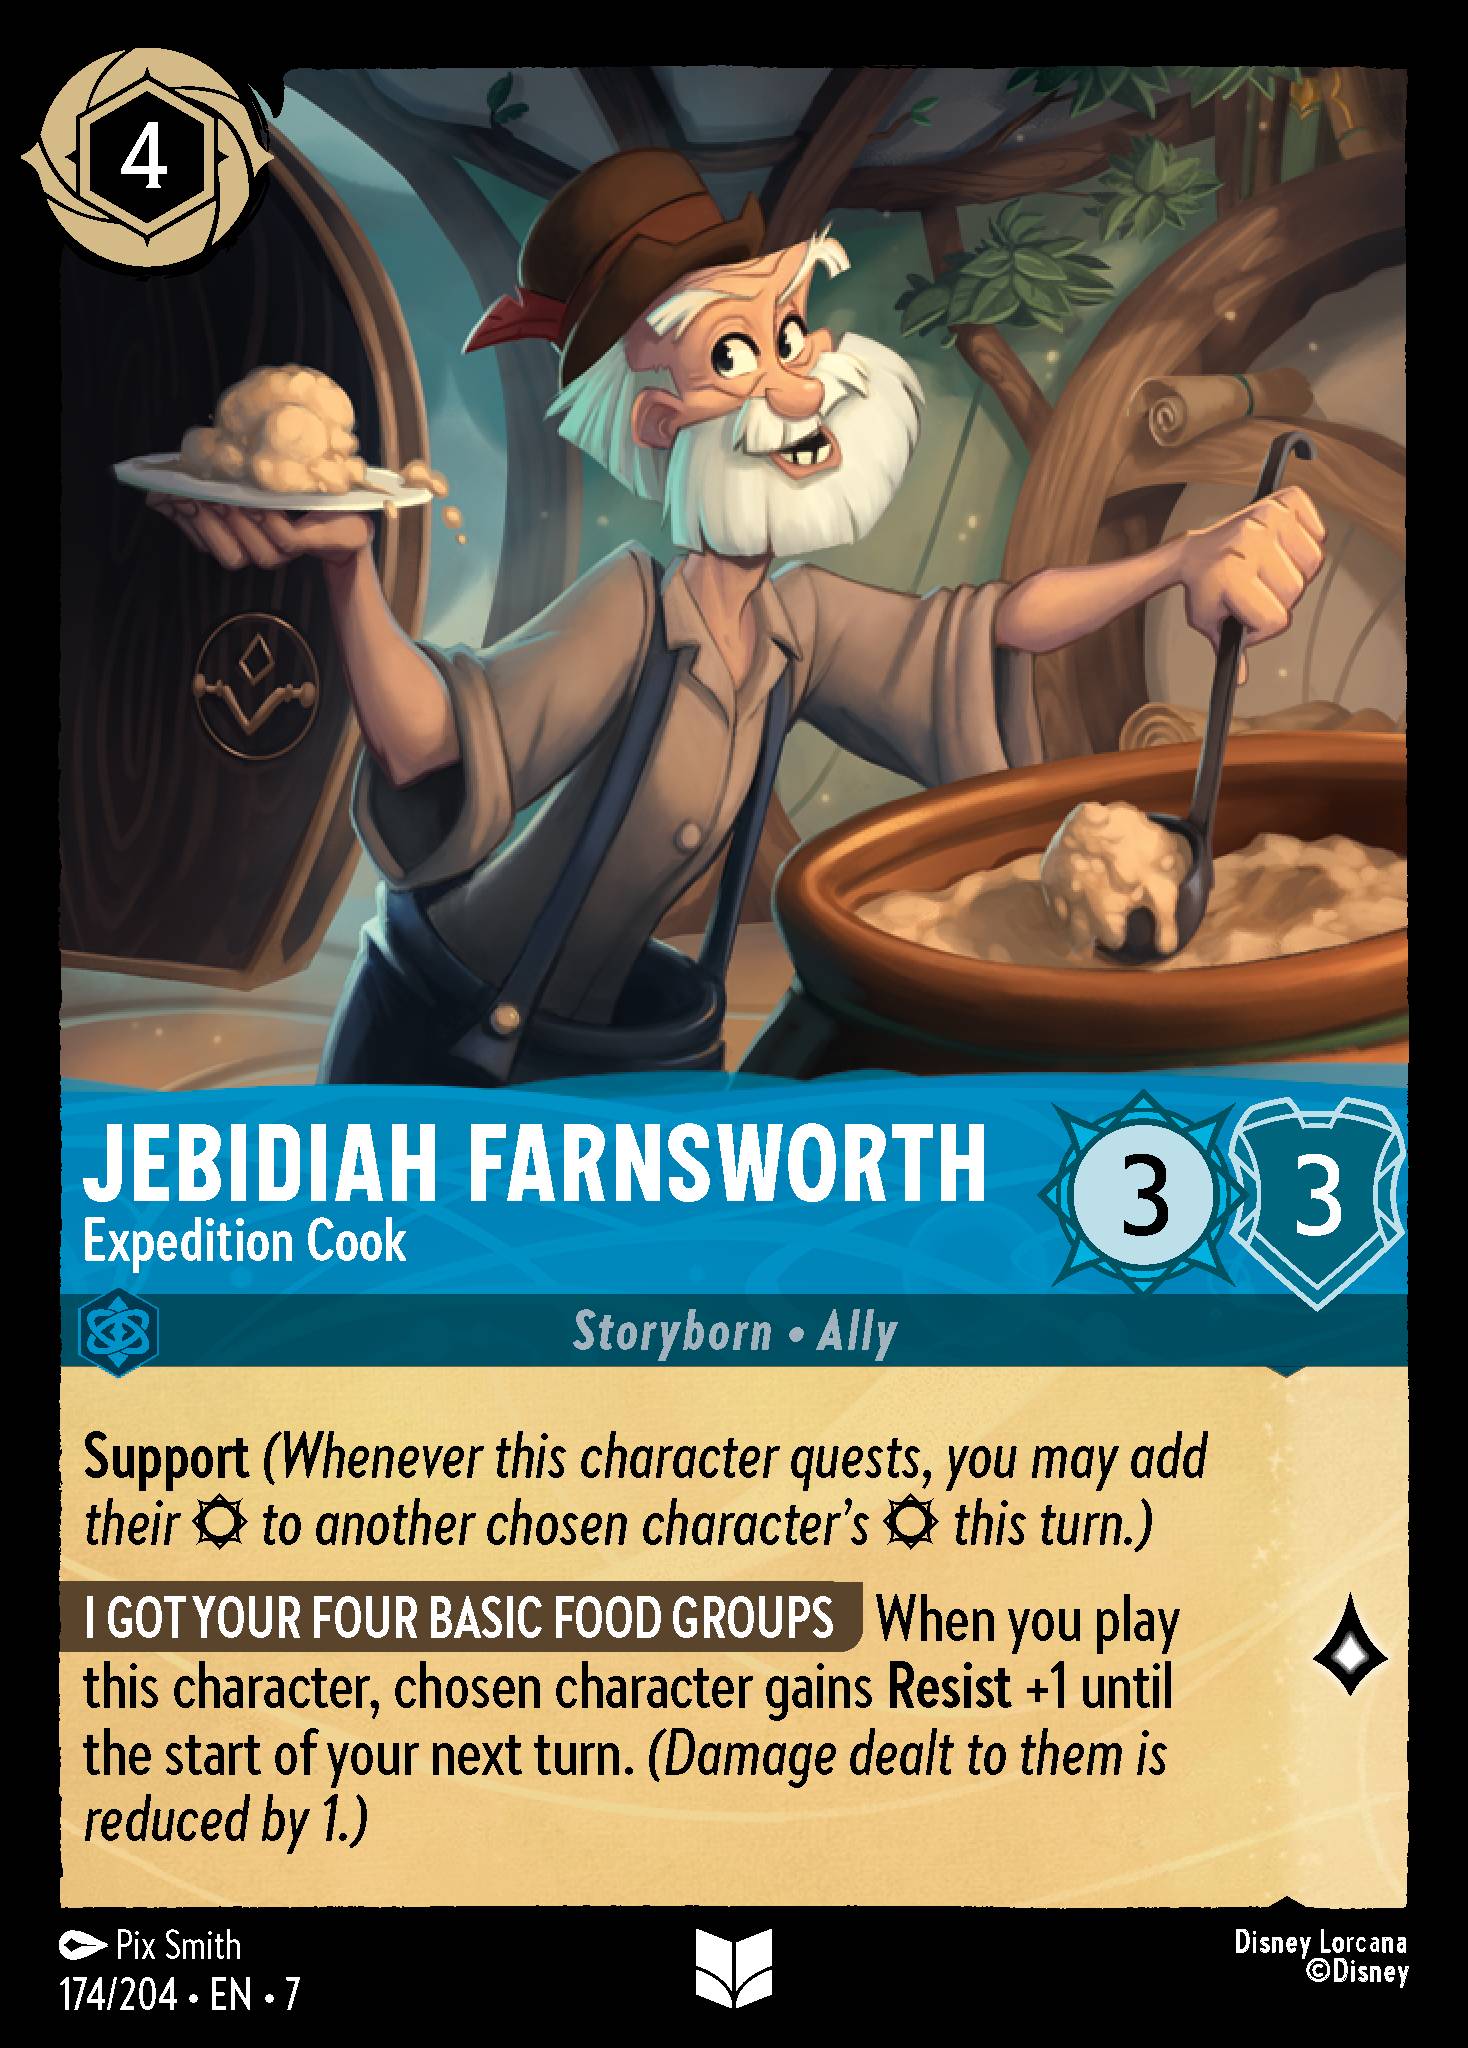 4
JEBIDIAH FARNSWORTH
Expedition Cook
3
3
Storyborn • Ally
Support (Whenever this character quests, you may add
their to another chosen character's this turn.)
I GOT YOUR FOUR BASIC FOOD GROUPS When you play
this character, chosen character gains Resist +1 until
the start of your next turn. (Damage dealt to them is
reduced by 1.)
Pix Smith
174/204 • EN • 7
Disney Lorcana
©Disney